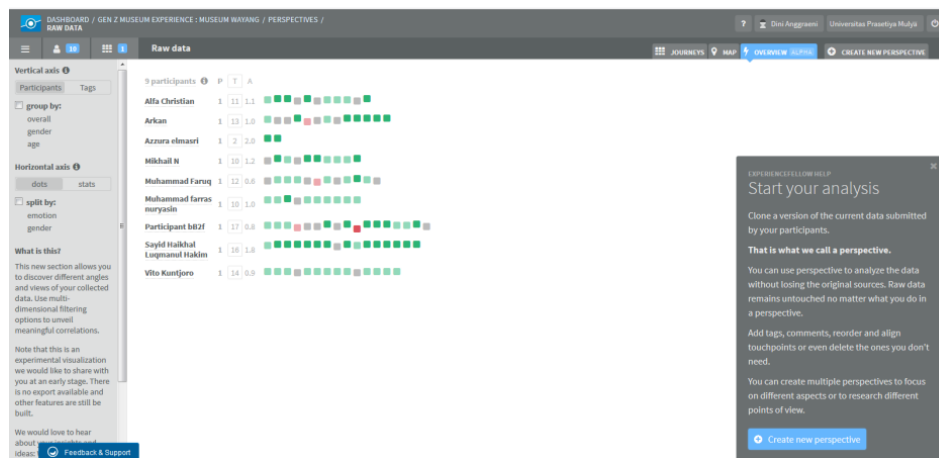 DASHBOARD / GEN Z MUSEUM EXPERIENCE : MUSEUM WAYANG / PERSPECTIVES /
RAW DATA
? Dini Anggraeni Universitas Prasetiya Mulya
10 1 Raw data
JOURNEYS MAP OVERVIEW ALPHA CREATE NEW PERSPECTIVE
Vertical axis
Participants Tags
group by:
overall
gender
age
Horizontal axis
dots stats
split by:
emotion
gender
What is this?
This new section allows you
to discover different angles
and views of your collected
data. Use multi-
dimensional filtering
options to unveil
meaningful correlations.
Note that this is an
experimental visualization
we would like to share with
you at an early stage. There
is no export available and
other features are still be
built.
We would love to hear
about your insights and
ideas:
Feedback & Support
9 participants P T A
Alfa Christian 1 11 1.1
Arkan 1 13 1.0
Azzura elmasri 1 2 2.0
Mikhail N 1 10 1.2
Muhammad Faruq 1 12 0.6
Muhammad farras
nuryasin 1 10 1.0
Participant bB2f 1 17 0.8
Sayid Haikhal
Luqmanul Hakim 1 16 1.8
Vito Kuntjoro 1 14 0.9
EXPERIENCEFELLOW HELP
Start your analysis
Clone a version of the current data submitted
by your participants.
That is what we call a perspective.
You can use perspective to analyze the data
without losing the original sources. Raw data
remains untouched no matter what you do in
a perspective.
Add tags, comments, reorder and align
touchpoints or even delete the ones you don't
need.
You can create multiple perspectives to focus
on different aspects or to research different
points of view.
Create new perspective